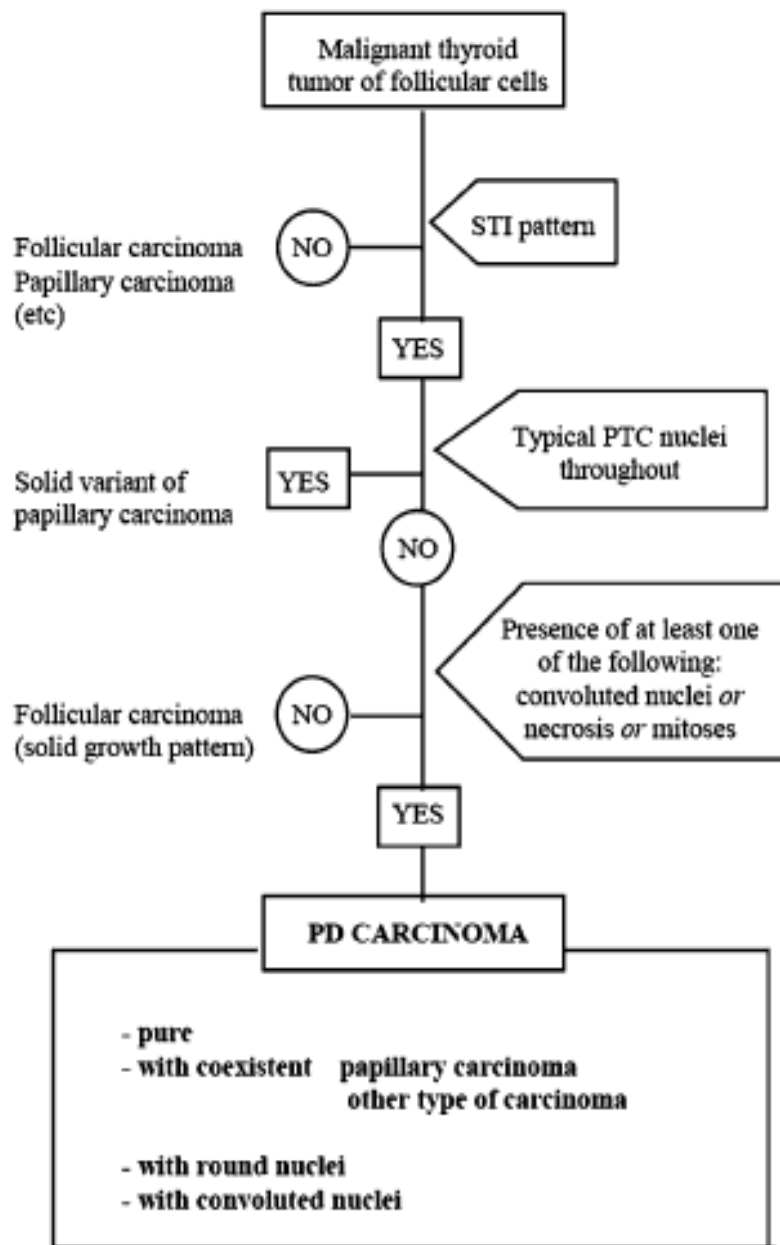 Malignant thyroid
tumor of follicular cells
STI pattern
NO
Follicular carcinoma
Papillary carcinoma
(etc)
YES
Typical PTC nuclei
throughout
YES
Solid variant of
papillary carcinoma
NO
Presence of at least one
of the following:
convoluted nuclei or
necrosis or mitoses
NO
Follicular carcinoma
(solid growth pattern)
YES
PD CARCINOMA
- pure
- with coexistent papillary carcinoma
other type of carcinoma
- with round nuclei
- with convoluted nuclei